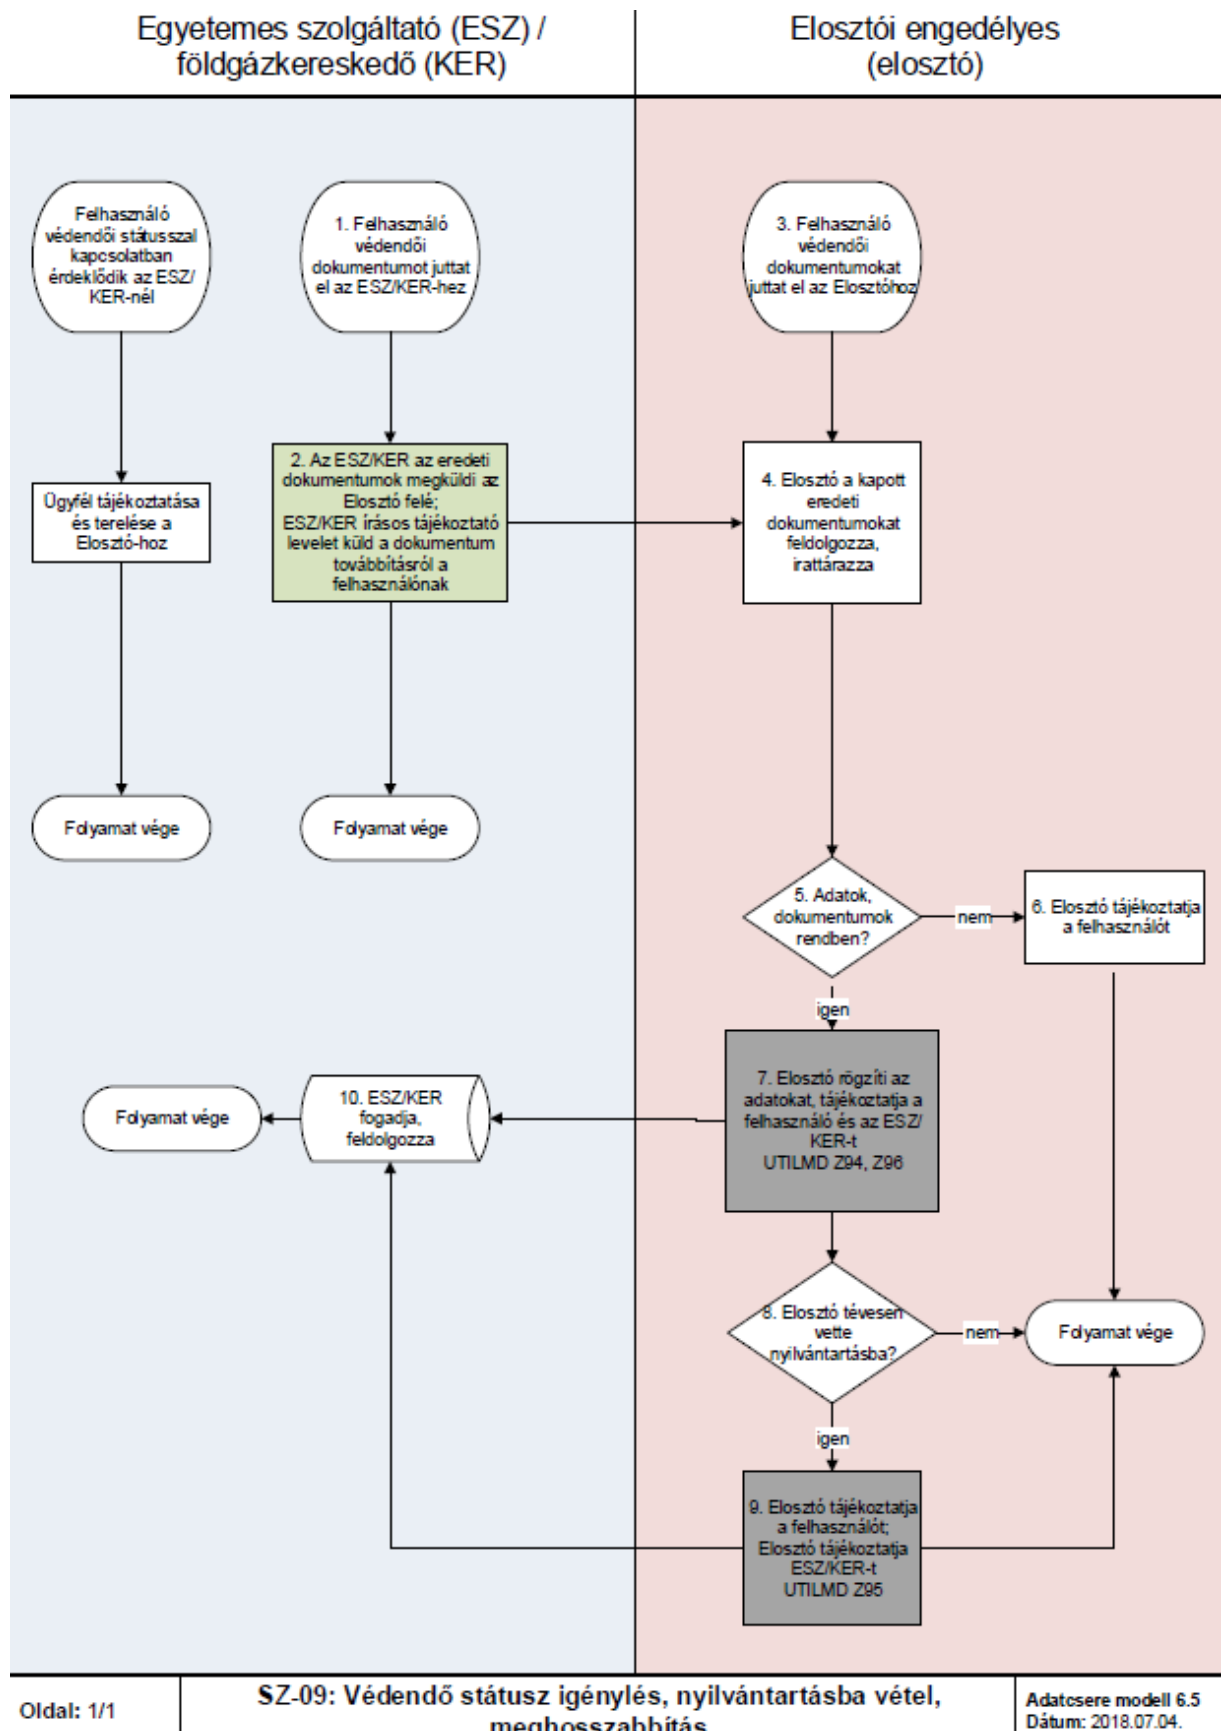 Egyetemes szolgáltató (ESZ) /
földgázkereskedő (KER)
Elosztói engedélyes
(elosztó)
Felhasználó
védendői státusszal
kapcsolatban
érdeklődik az ESZ/
KER-nél
1. Felhasználó
védendői
dokumentumot juttat
el az ESZ/KER-hez
3. Felhasználó
védendői
dokumentumokat
juttat el az Elosztóhoz
Ügyfél tájékoztatása
és terelése a
Elosztó-hoz
2. Az ESZ/KER az eredeti
dokumentumok megküldi az
Elosztó felé;
ESZ/KER írásos tájékoztató
levelet küld a dokumentum
továbbításról a
felhasználónak
4. Elosztó a kapott
eredeti
dokumentumokat
feldolgozza,
irattárazza
Folyamat vége
Folyamat vége
5. Adatok,
dokumentumok
rendben?
nem
6. Elosztó tájékoztatja
a felhasználót
igen
7. Elosztó rögzíti az
adatokat, tájékoztatja a
felhasználó és az ESZ/
KER-t
UTILMD Z94, Z96
10. ESZ/KER
fogadja,
feldolgozza
Folyamat vége
8. Elosztó tévesen
vette
nyilvántartásba?
nem
Folyamat vége
igen
9. Elosztó tájékoztatja
a felhasználót;
Elosztó tájékoztatja
ESZ/KER-t
UTILMD Z95
Oldal: 1/1
SZ-09: Védendő státusz igénylés, nyilvántartásba vétel,
meghosszabbítás
Adatcsere modell 6.5
Dátum: 2018.07.04.